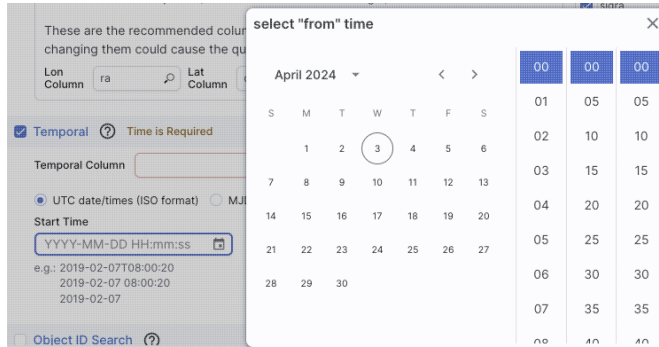 sigra
These are the recommended colu
changing them could cause the qu
Lon Column
ra
Lat Column
Temporal
Time is Required
Temporal Column
UTC date/times (ISO format)
MJD
Start Time
YYYY-MM-DD HH:mm:ss
e.g.: 2019-02-07T08:00:20
2019-02-07 08:00:20
2019-02-07
Object ID Search
select "from" time
April 2024
S M T W T F S
1 2 3 4 5 6
7 8 9 10 11 12 13
14 15 16 17 18 19 20
21 22 23 24 25 26 27
28 29 30
00 00 00
01 05 05
02 10 10
03 15 15
04 20 20
05 25 25
06 30 30
07 35 35
08 40 40